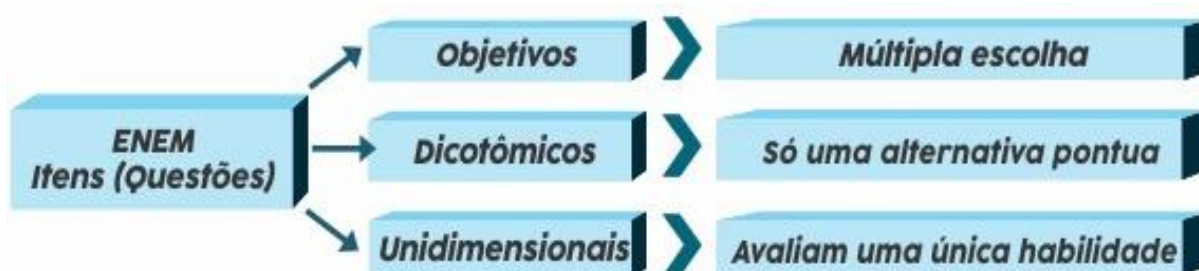 Objetivos
Múltipla escolha
ENEM
Itens (Questões)
Dicotômicos
Só uma alternativa pontua
Unidimensionais
Avaliam uma única habilidade